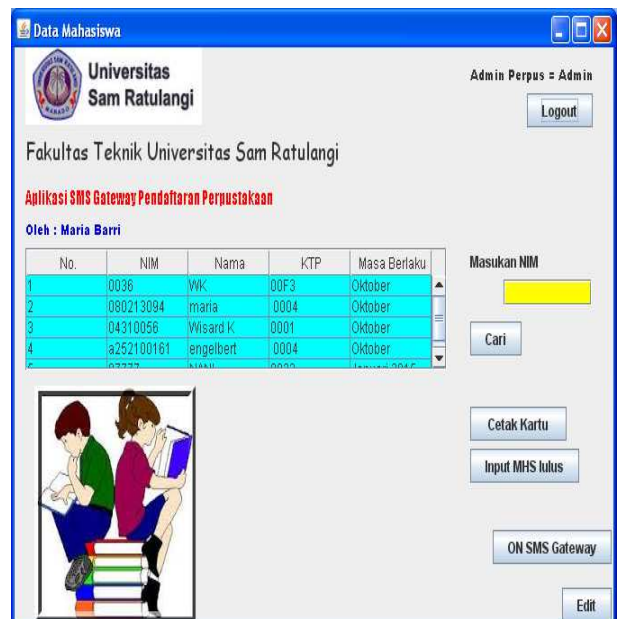 Data Mahasiswa
Universitas
Sam Ratulangi
Admin Perpus = Admin
Logout
Fakultas Teknik Universitas Sam Ratulangi
Aplikasi SMS Gateway Pendaftaran Perpustakaan
Oleh : Maria Barri
No. NIM Nama KTP Masa Berlaku
1 0036 WK 00F3 Oktober
2 080213094 maria 0004 Oktober
3 04310056 Wisard K 0001 Oktober
4 a252100161 engelbert 0004 Oktober
Masukan NIM
Cari
Cetak Kartu
Input MHS lulus
ON SMS Gateway
Edit